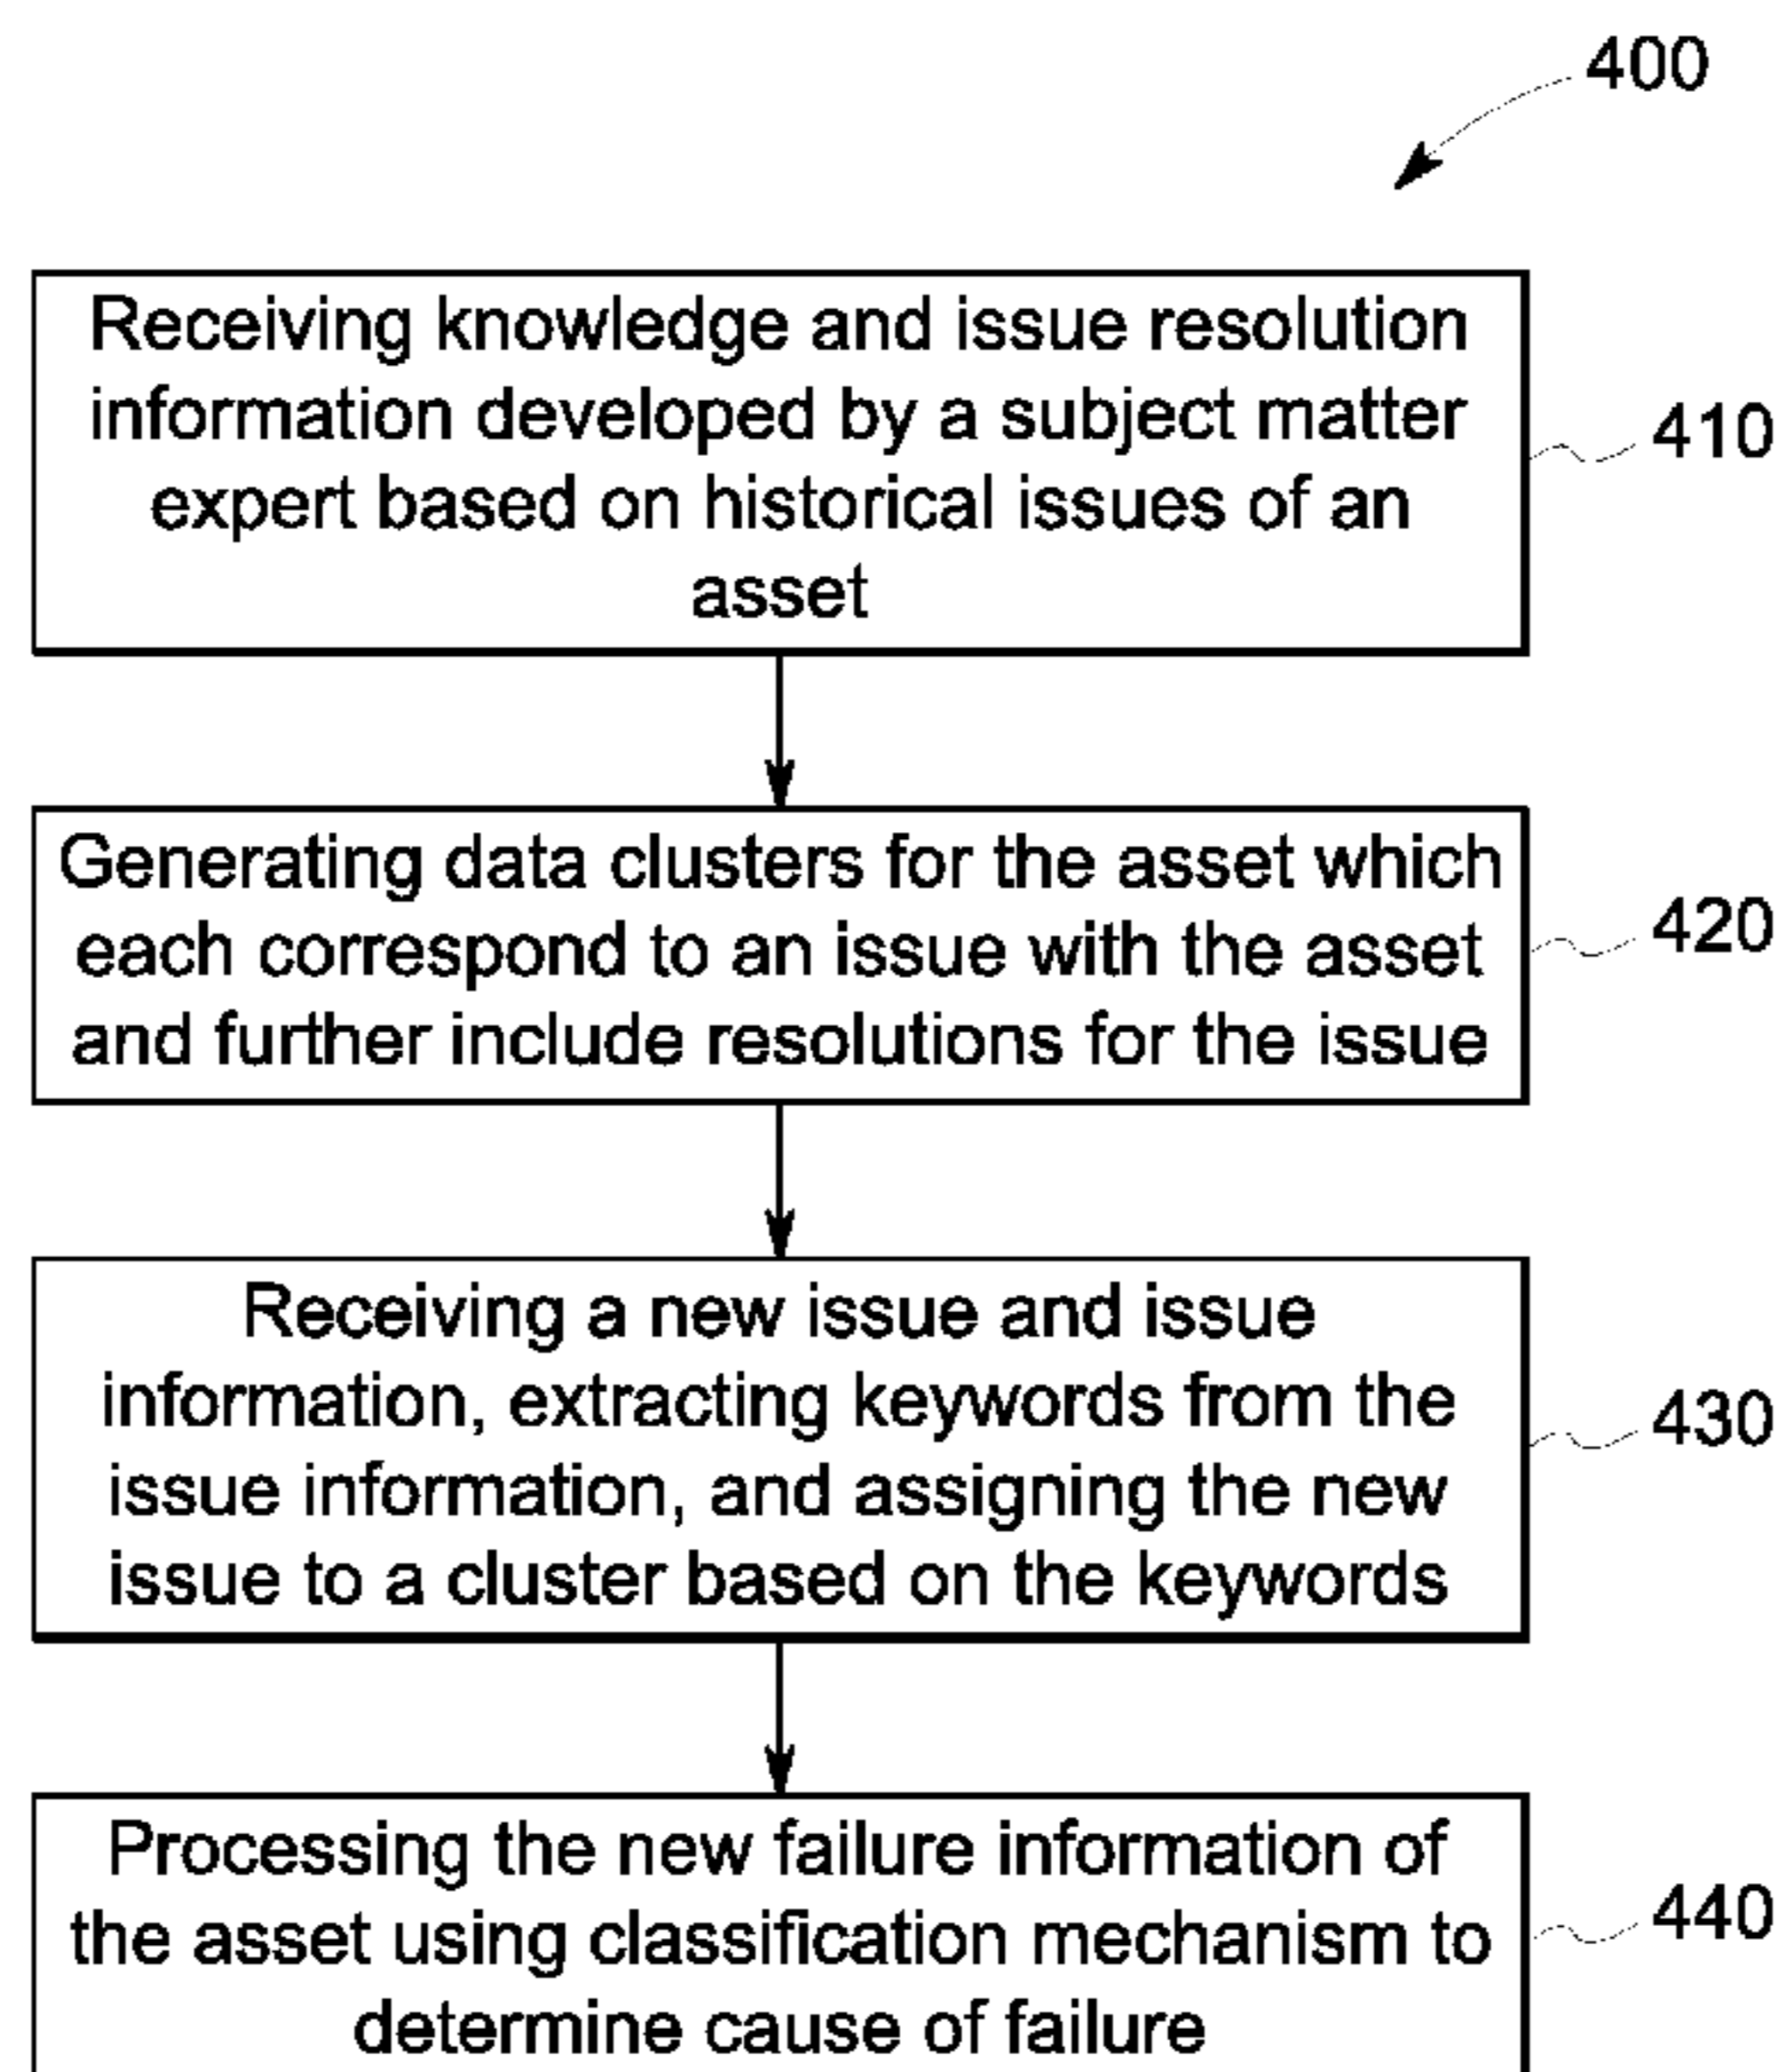 400
Receiving knowledge and issue resolution
information developed by a subject matter
expert based on historical issues of an
asset
410
Generating data clusters for the asset which
each correspond to an issue with the asset
and further include resolutions for the issue
420
Receiving a new issue and issue
information, extracting keywords from the
issue information, and assigning the new
issue to a cluster based on the keywords
430
Processing the new failure information of
the asset using classification mechanism to
determine cause of failure
440